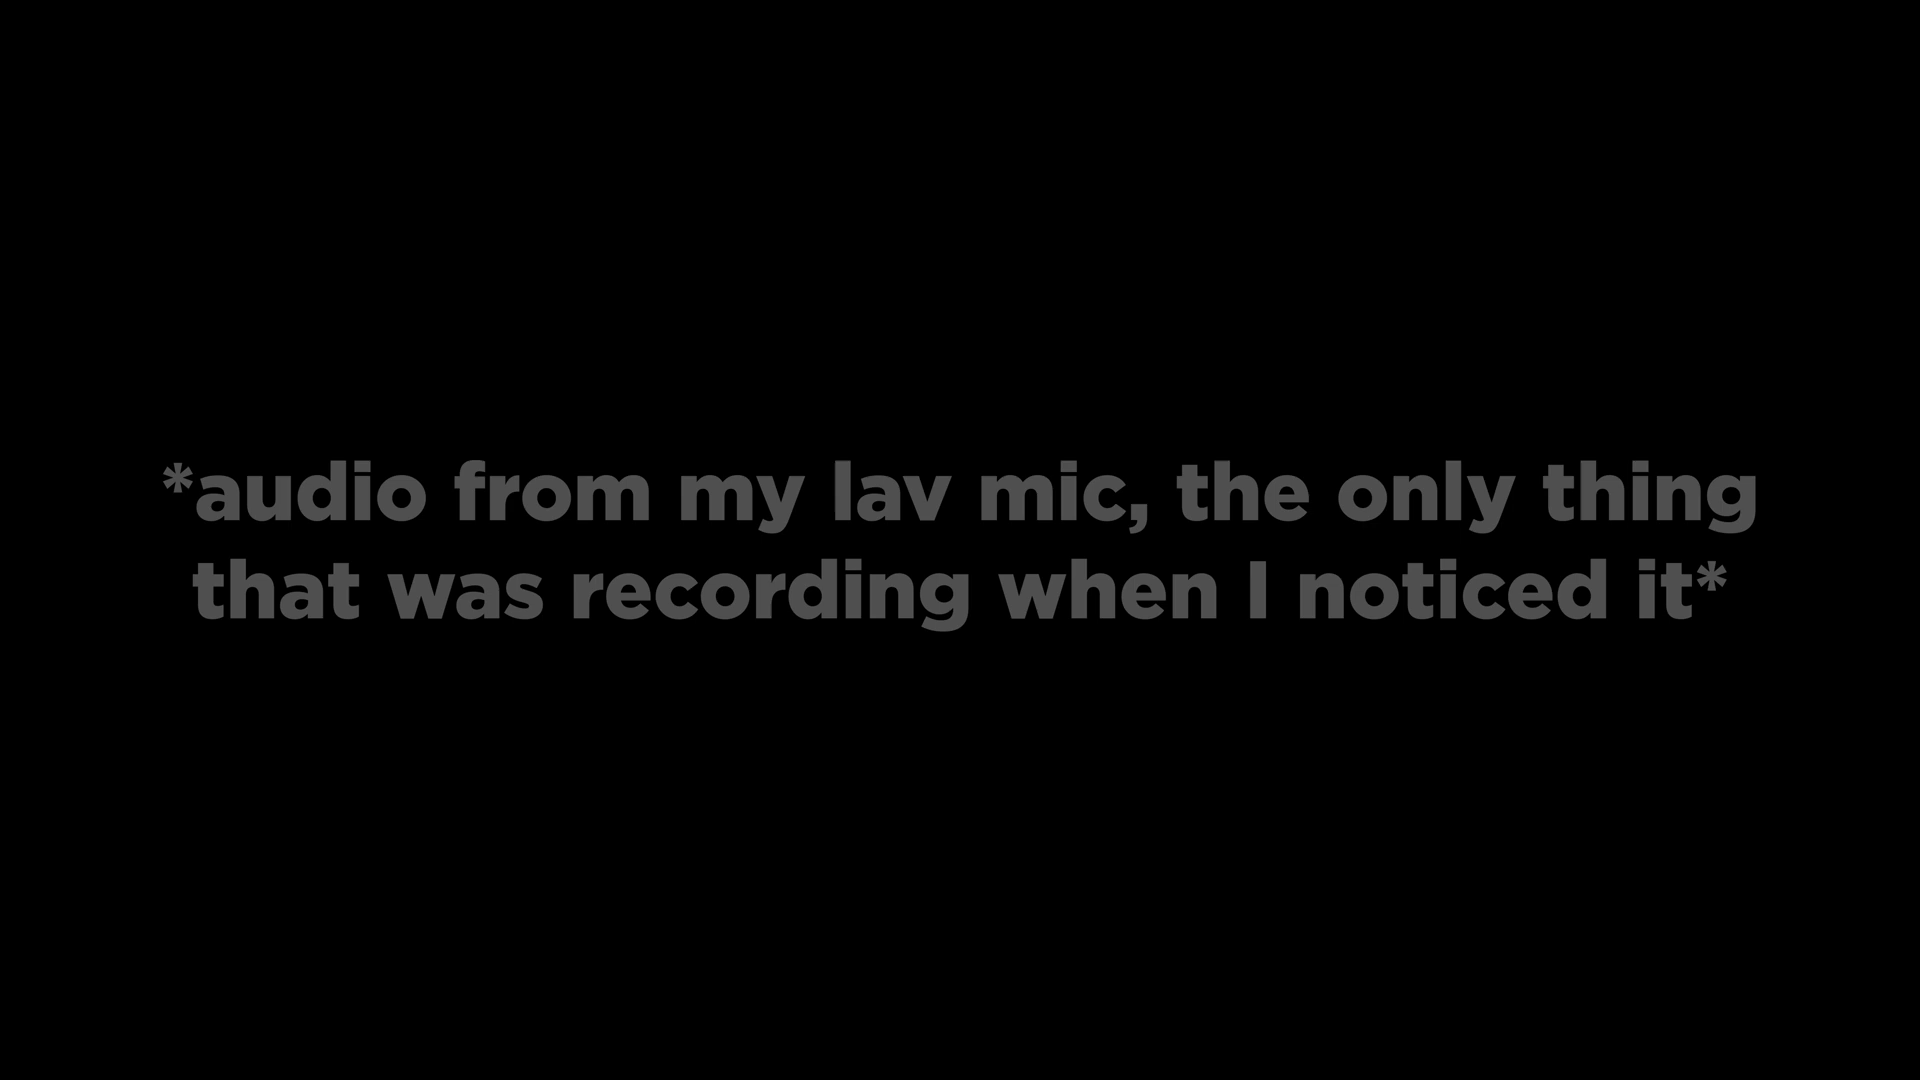 *audio from my lav mic, the only thing
that was recording when I noticed it*